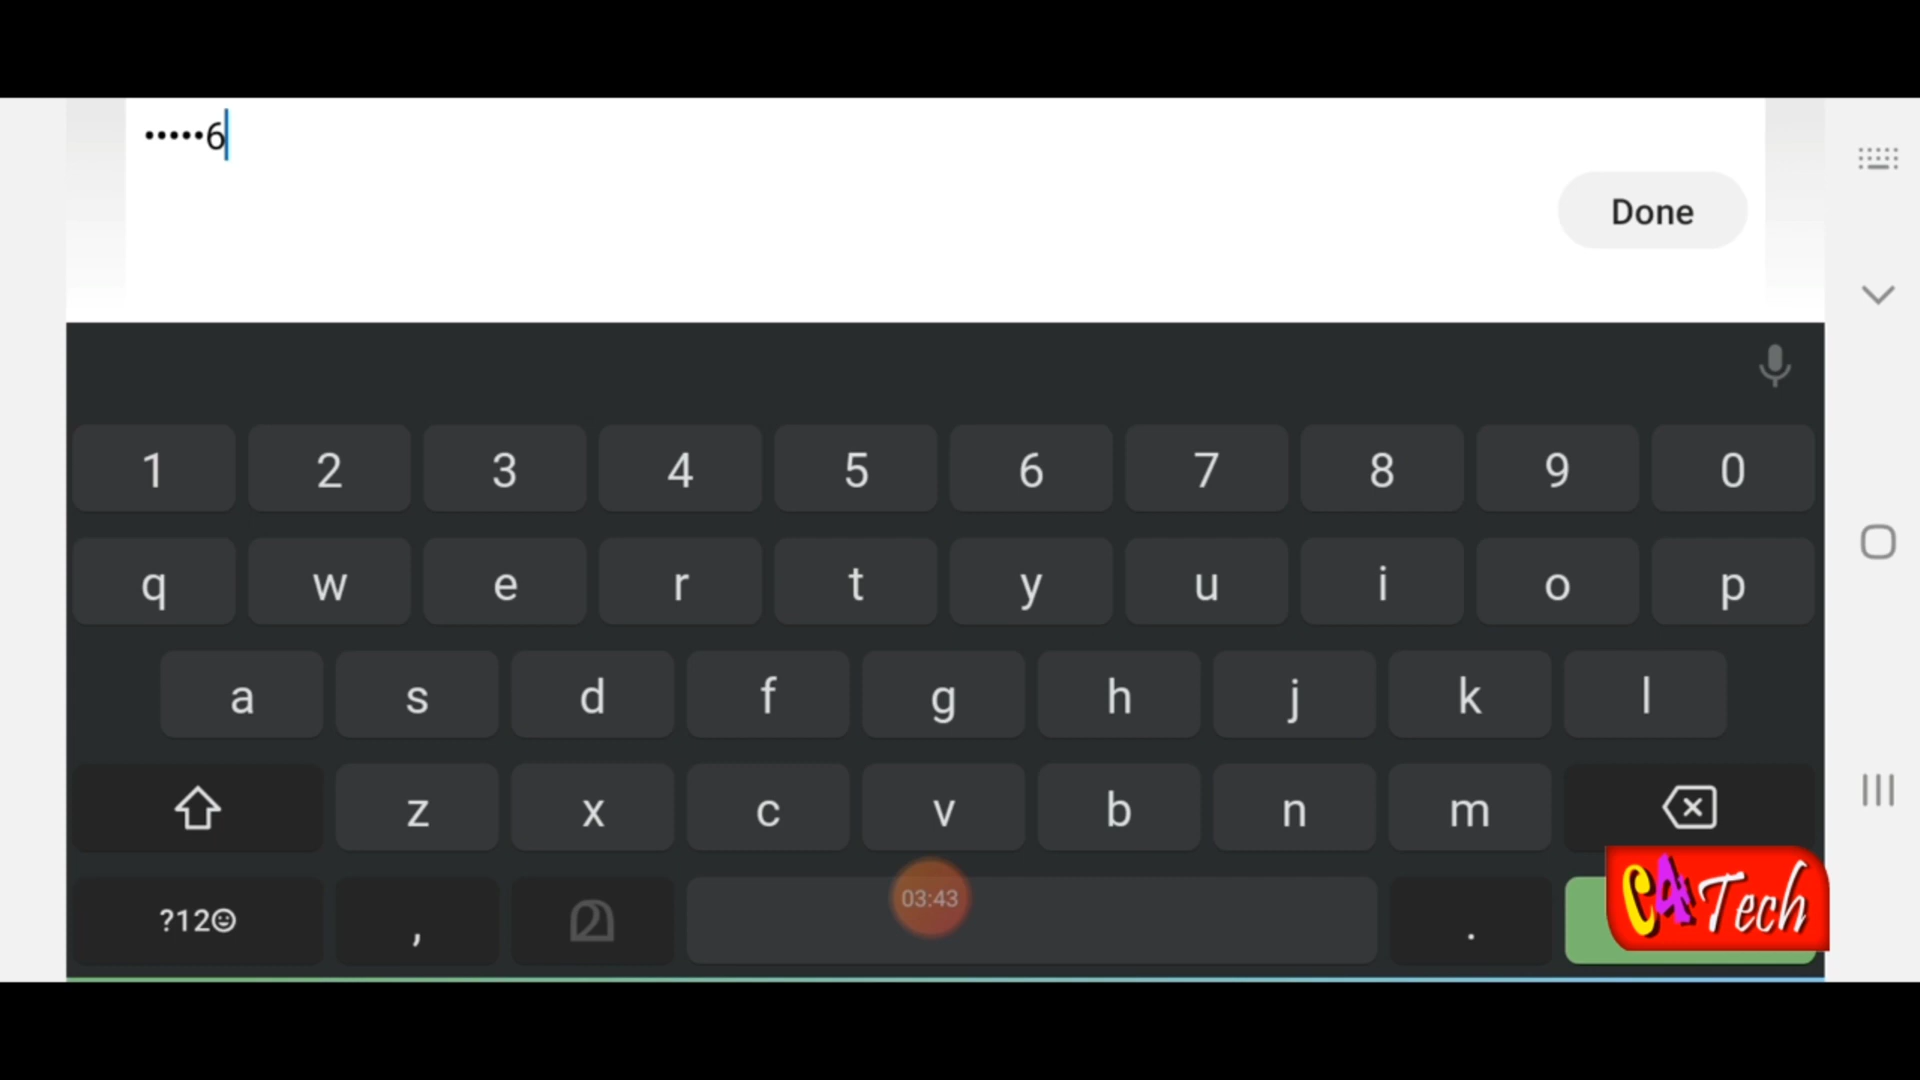 •••••6
Done
1 2 3 4 5 6 7 8 9 0
q w e r t y u i o p
a s d f g h j k l
z x c v b n m
?12☺ , മ .
03:43
C4Tech